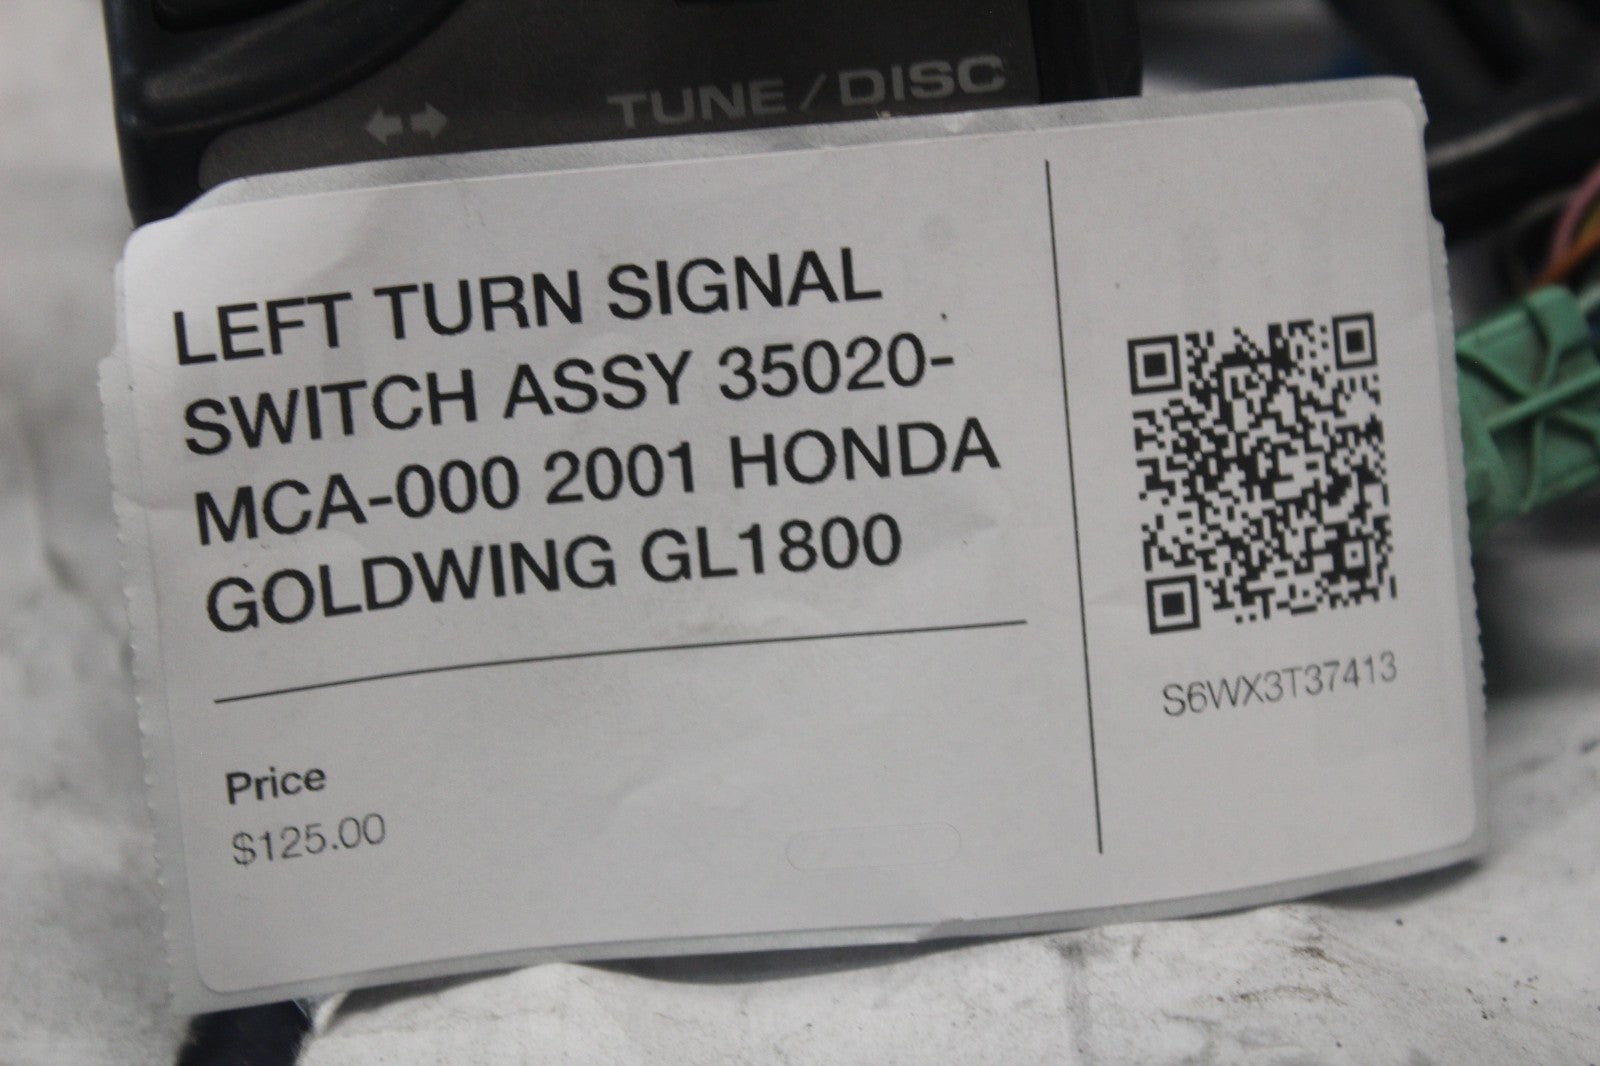 TUNE / DISC
LEFT TURN SIGNAL
SWITCH ASSY 35020-
MCA-000 2001 HONDA
GOLDWING GL1800
S6WX3T37413
Price
$125.00